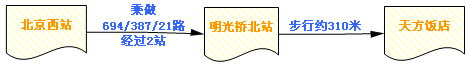 北京西站
乘做
694/387/21路
经过2站
明光桥北站
步行约310米
天方饭店